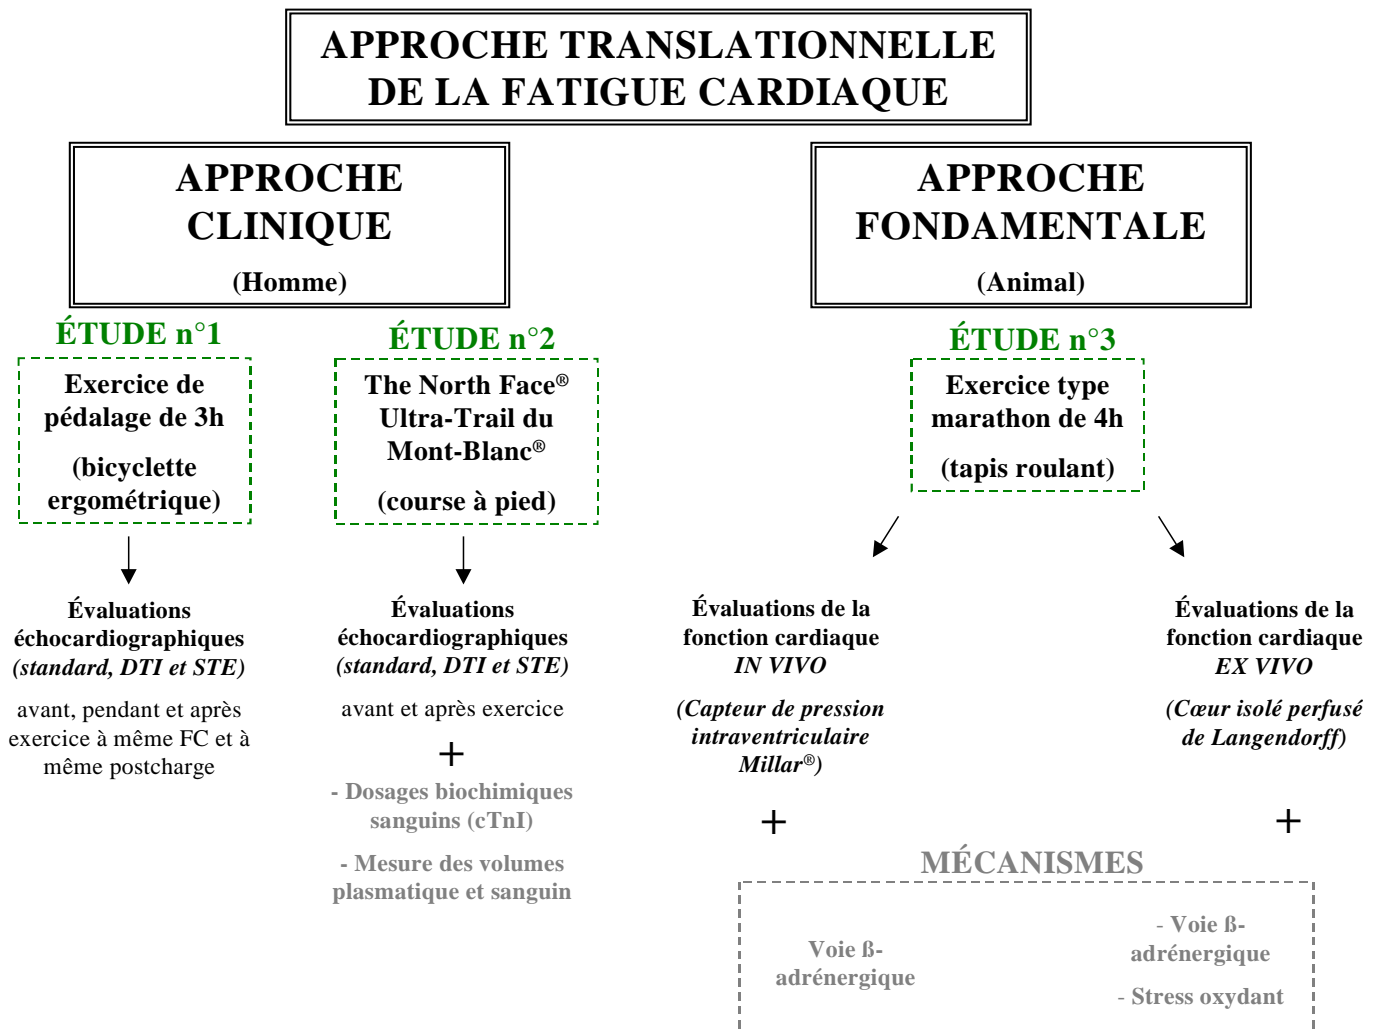 APPROCHE TRANSLATIONNELLE
DE LA FATIGUE CARDIAQUE
APPROCHE
CLINIQUE
(Homme)
APPROCHE
FONDAMENTALE
(Animal)
ÉTUDE n°1
Exercice de
pédalage de 3h
(bicyclette
ergométrique)
Évaluations
échocardiographiques
(standard, DTI et STE)
avant, pendant et après
exercice à même FC et à
même postcharge
ÉTUDE n°2
The North Face®
Ultra-Trail du
Mont-Blanc®
(course à pied)
Évaluations
échocardiographiques
(standard, DTI et STE)
avant et après exercice
+
- Dosages biochimiques
sanguins (cTnI)
- Mesure des volumes
plasmatique et sanguin
ÉTUDE n°3
Exercice type
marathon de 4h
(tapis roulant)
Évaluations de la
fonction cardiaque
IN VIVO
(Capteur de pression
intraventriculaire
Millar®)
+
Évaluations de la
fonction cardiaque
EX VIVO
(Cœur isolé perfusé
de Langendorff)
+
MÉCANISMES
Voie ß-
adrénergique
- Voie ß-
adrénergique
- Stress oxydant